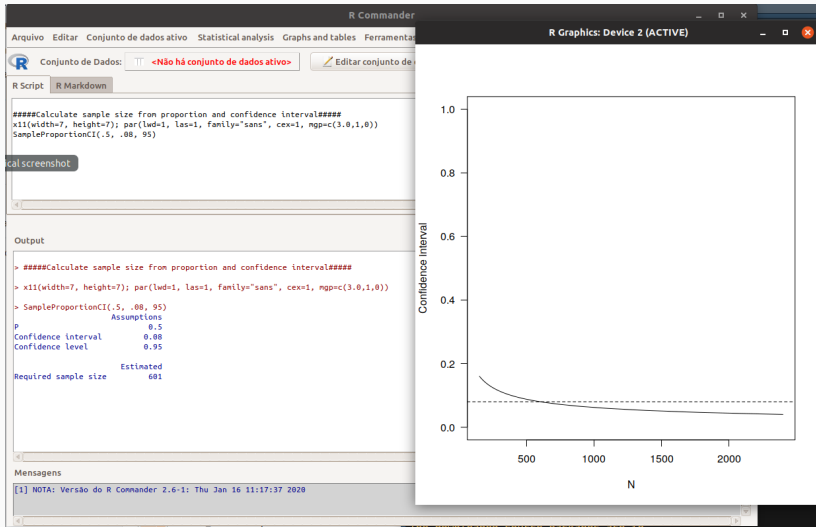 R Commander
Arquivo Editar Conjunto de dados ativo Statistical analysis Graphs and tables Ferramentas
R Conjunto de Dados: <Não há conjunto de dados ativo> Editar conjunto de
R Script R Markdown
#####Calculate sample size from proportion and confidence interval#####
x11(width=7, height=7); par(lwd=1, las=1, family="sans", cex=1, mgp=c(3.0,1,0))
SampleProportionCI(.5, .08, 95)
ical screenshot
Output
> #####Calculate sample size from proportion and confidence interval#####
> x11(width=7, height=7); par(lwd=1, las=1, family="sans", cex=1, mgp=c(3.0,1,0))
> SampleProportionCI(.5, .08, 95)
Assumptions
P 0.5
Confidence interval 0.08
Confidence level 0.95
Estimated
Required sample size 601
Mensagens
[1] NOTA: Versão do R Commander 2.6-1: Thu Jan 16 11:17:37 2020
R Graphics: Device 2 (ACTIVE)
Confidence Interval
1.0
0.8
0.6
0.4
0.2
0.0
500 1000 1500 2000
N